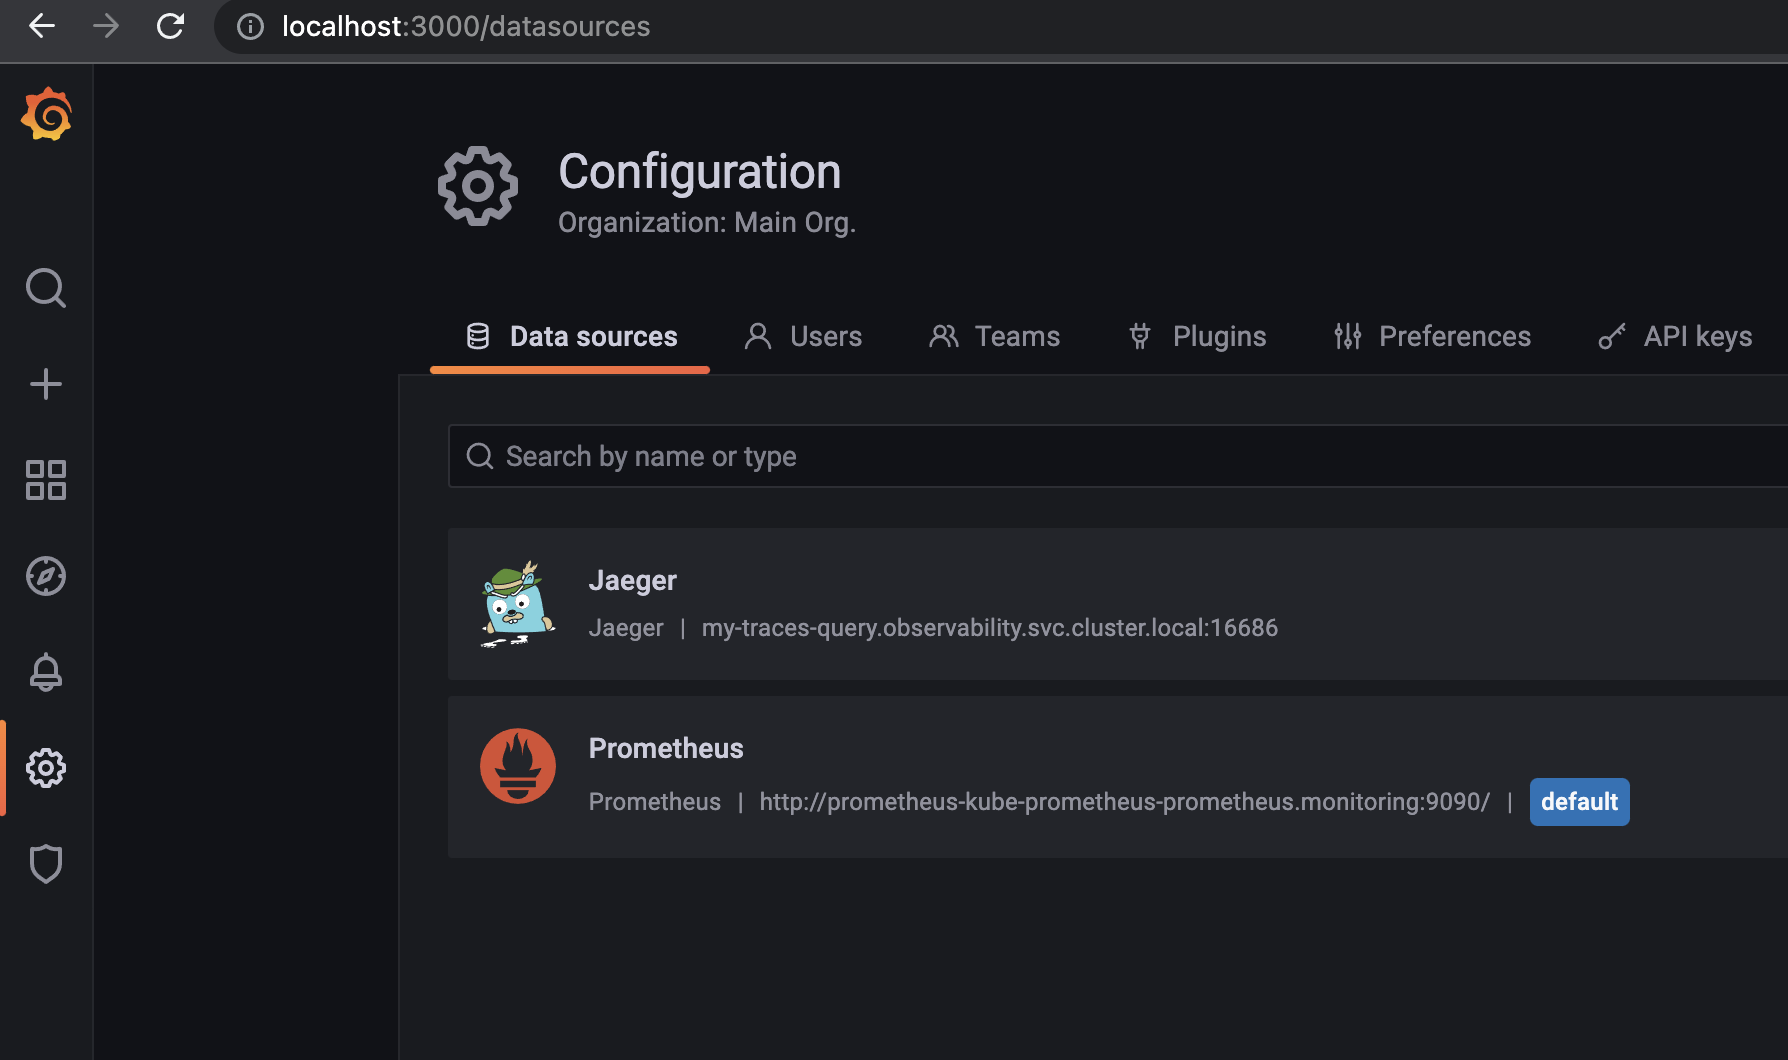 localhost:3000/datasources
Configuration
Organization: Main Org.
Data sources Users Teams Plugins Preferences API keys
Search by name or type
Jaeger
Jaeger | my-traces-query.observability.svc.cluster.local:16686
Prometheus
Prometheus | http://prometheus-kube-prometheus-prometheus.monitoring:9090/ | default